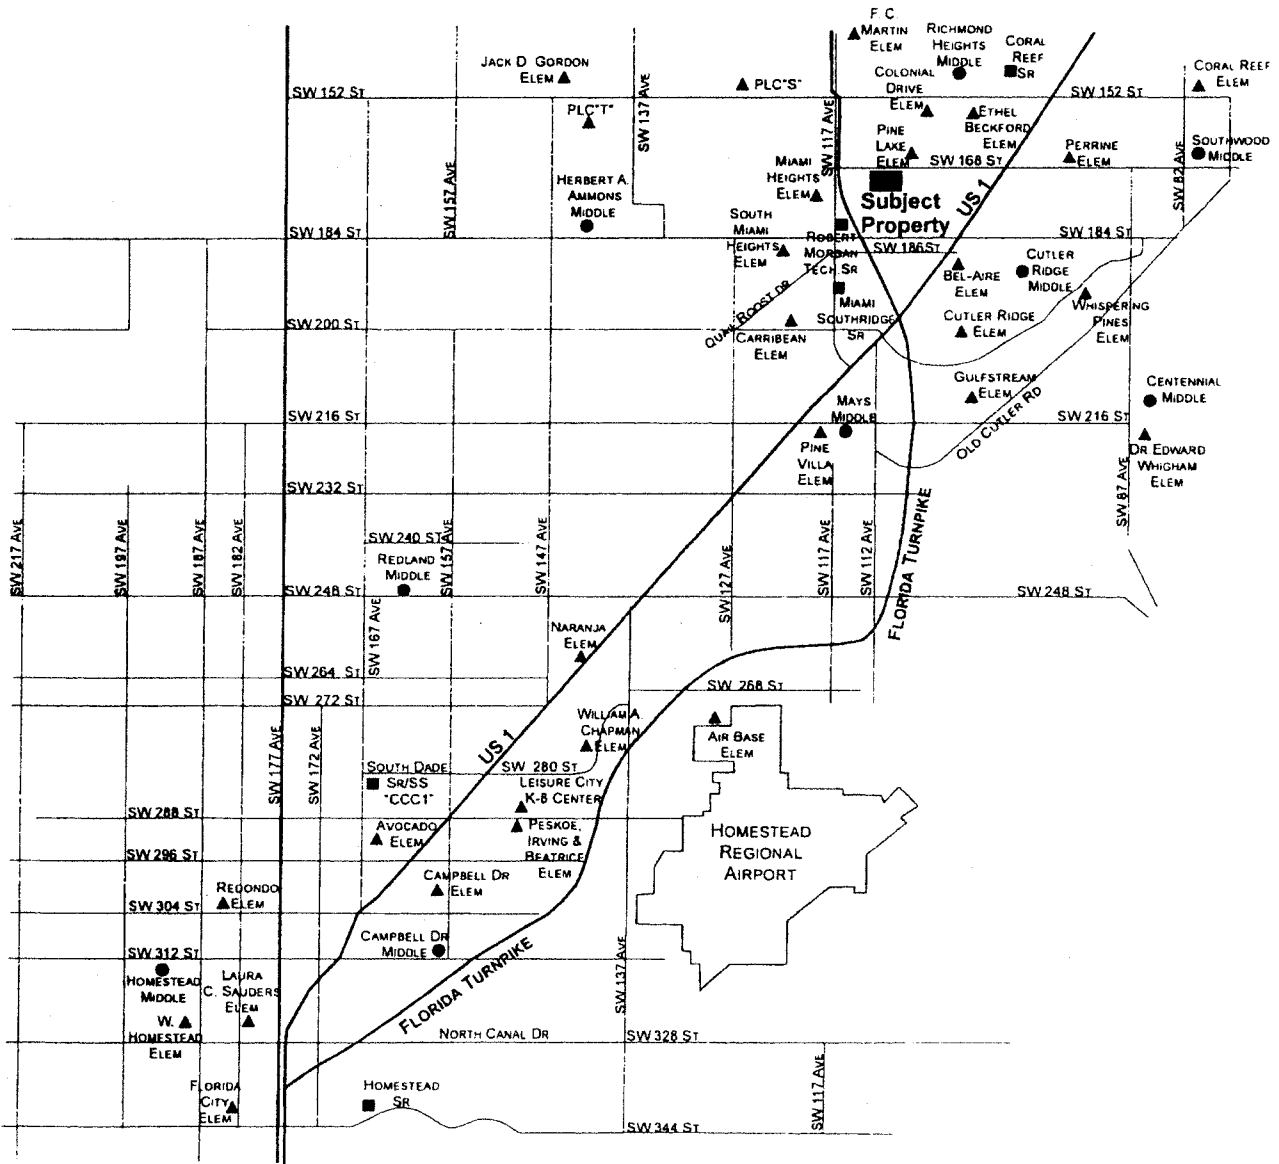 F. C.
MARTIN
ELEM
RICHMOND
HEIGHTS
MIDDLE
CORAL
REEF
SR
JACK D. GORDON
ELEM
PLC"S"
COLONIAL
DRIVE
ELEM
CORAL REEF
ELEM
SW 152 ST
SW 152 ST
PLC"T"
SW 137 AVE
SW 117 AVE
ETHEL
BECKFORD
ELEM
PINE
LAKE
ELEM
SW 168 ST
PERRINE
ELEM
SOUTHWOOD
MIDDLE
SW 82 AVE
MIAMI
HEIGHTS
ELEM
HERBERT A.
AMMONS
MIDDLE
SW 157 AVE
Subject
Property
US 1
SOUTH
MIAMI
HEIGHTS
ELEM
SW 184 ST
SW 184 ST
ROBERT
MORGAN
TECH SR
SW 186 ST
BEL-AIRE
ELEM
CUTLER
RIDGE
MIDDLE
QUAIL ROOST DR
MIAMI
SOUTHRIDGE
SR
WHISPERING
PINES
ELEM
SW 200 ST
CARRIBEAN
ELEM
CUTLER RIDGE
ELEM
GULFSTREAM
ELEM
CENTENNIAL
MIDDLE
MAYS
MIDDLE
OLD CUTLER RD
SW 216 ST
SW 216 ST
PINE
VILLA
ELEM
DR EDWARD
WHIGHAM
ELEM
SW 87 AVE
SW 232 ST
FLORIDA TURNPIKE
SW 217 AVE
SW 197 AVE
SW 187 AVE
SW 182 AVE
SW 240 ST
SW 157 AVE
SW 147 AVE
SW 127 AVE
SW 117 AVE
SW 112 AVE
REDLAND
MIDDLE
SW 248 ST
SW 248 ST
SW 167 AVE
NARANJA
ELEM
SW 264 ST
SW 268 ST
SW 272 ST
WILLIAM A.
CHAPMAN
ELEM
AIR BASE
ELEM
US 1
SW 177 AVE
SW 172 AVE
SOUTH DADE
SR/SS
"CCC1"
SW 280 ST
LEISURE CITY
K-8 CENTER
SW 288 ST
AVOCADO
ELEM
PESKOE,
IRVING &
BEATRICE
ELEM
HOMESTEAD
REGIONAL
AIRPORT
SW 296 ST
REDONDO
ELEM
CAMPBELL DR
ELEM
SW 304 ST
CAMPBELL DR
MIDDLE
SW 312 ST
FLORIDA TURNPIKE
SW 137 AVE
HOMESTEAD
MIDDLE
LAURA
C. SAUDERS
ELEM
W.
HOMESTEAD
ELEM
NORTH CANAL DR
SW 328 ST
FLORIDA
CITY
ELEM
HOMESTEAD
SR
SW 117 AVE
SW 344 ST